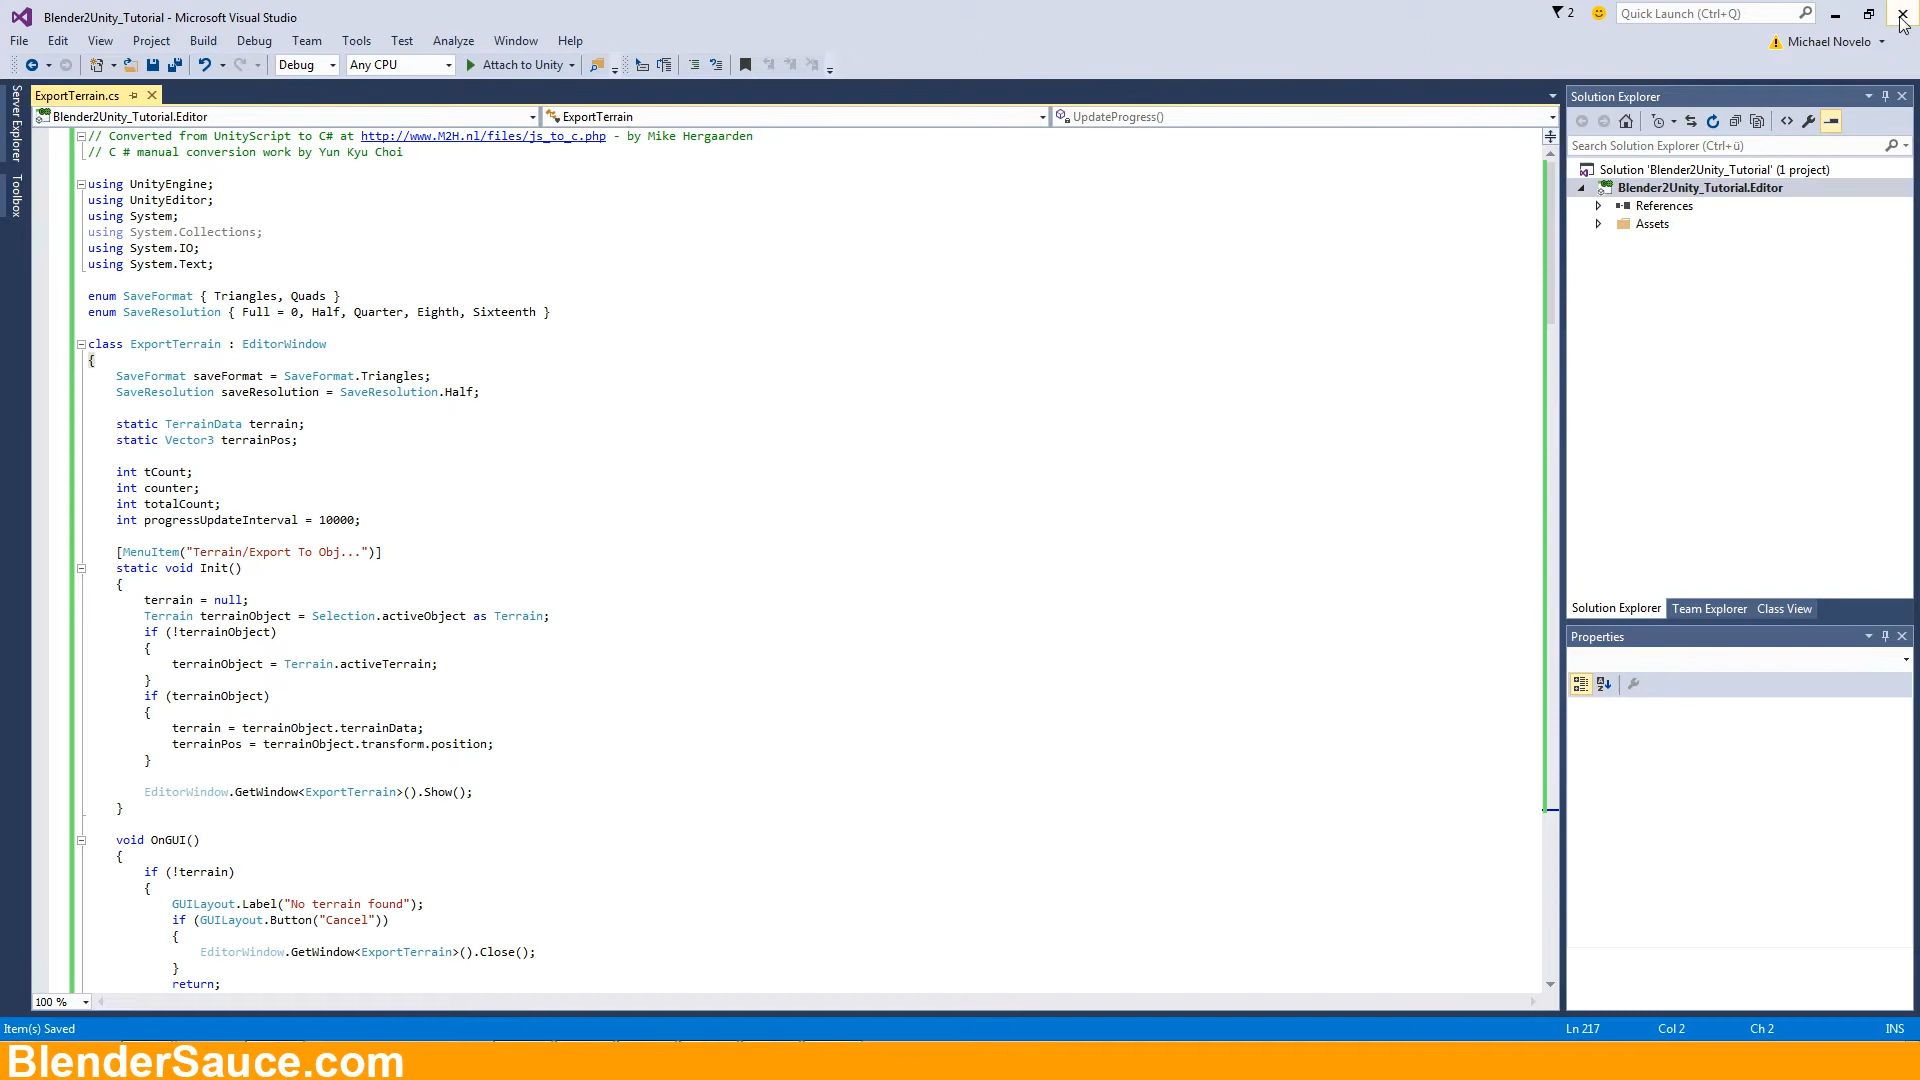 Blender2Unity_Tutorial - Microsoft Visual Studio
2
Quick Launch (Ctrl+Q)
File Edit View Project Build Debug Team Tools Test Analyze Window Help
Michael Novelo
Debug Any CPU Attach to Unity
Server Explorer
Toolbox
ExportTerrain.cs
Blender2Unity_Tutorial.Editor ExportTerrain UpdateProgress()
// Converted from UnityScript to C# at http://www.M2H.nl/files/js_to_c.php - by Mike Hergaarden
// C # manual conversion work by Yun Kyu Choi
using UnityEngine;
using UnityEditor;
using System;
using System.Collections;
using System.IO;
using System.Text;
enum SaveFormat { Triangles, Quads }
enum SaveResolution { Full = 0, Half, Quarter, Eighth, Sixteenth }
class ExportTerrain : EditorWindow
{
SaveFormat saveFormat = SaveFormat.Triangles;
SaveResolution saveResolution = SaveResolution.Half;
static TerrainData terrain;
static Vector3 terrainPos;
int tCount;
int counter;
int totalCount;
int progressUpdateInterval = 10000;
[MenuItem("Terrain/Export To Obj...")]
static void Init()
{
terrain = null;
Terrain terrainObject = Selection.activeObject as Terrain;
if (!terrainObject)
{
terrainObject = Terrain.activeTerrain;
}
if (terrainObject)
{
terrain = terrainObject.terrainData;
terrainPos = terrainObject.transform.position;
}
EditorWindow.GetWindow<ExportTerrain>().Show();
}
void OnGUI()
{
if (!terrain)
{
GUILayout.Label("No terrain found");
if (GUILayout.Button("Cancel"))
{
EditorWindow.GetWindow<ExportTerrain>().Close();
}
return;
100 %
Solution Explorer
Search Solution Explorer (Ctrl+ü)
Solution 'Blender2Unity_Tutorial' (1 project)
Blender2Unity_Tutorial.Editor
References
Assets
Solution Explorer Team Explorer Class View
Properties
Item(s) Saved Ln 217 Col 2 Ch 2 INS
BlenderSauce.com